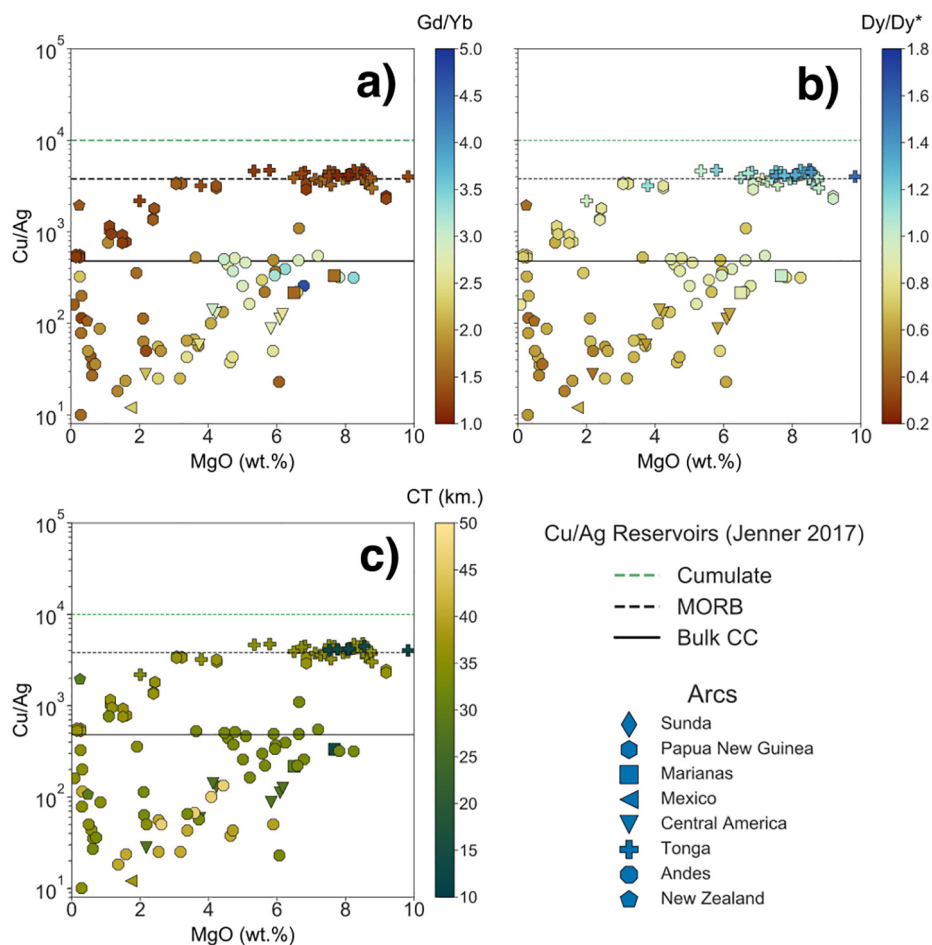 Gd/Yb
Dy/Dy*
a)
b)
Cu/Ag
10^5
10^4
10^3
10^2
10^1
0 2 4 6 8 10
MgO (wt.%)
5.0
4.5
4.0
3.5
3.0
2.5
2.0
1.5
1.0
0 2 4 6 8 10
MgO (wt.%)
1.8
1.6
1.4
1.2
1.0
0.8
0.6
0.4
0.2
CT (km.)
c)
Cu/Ag
10^5
10^4
10^3
10^2
10^1
0 2 4 6 8 10
MgO (wt.%)
50
45
40
35
30
25
20
15
10
Cu/Ag Reservoirs (Jenner 2017)
Cumulate
MORB
Bulk CC
Arcs
Sunda
Papua New Guinea
Marianas
Mexico
Central America
Tonga
Andes
New Zealand